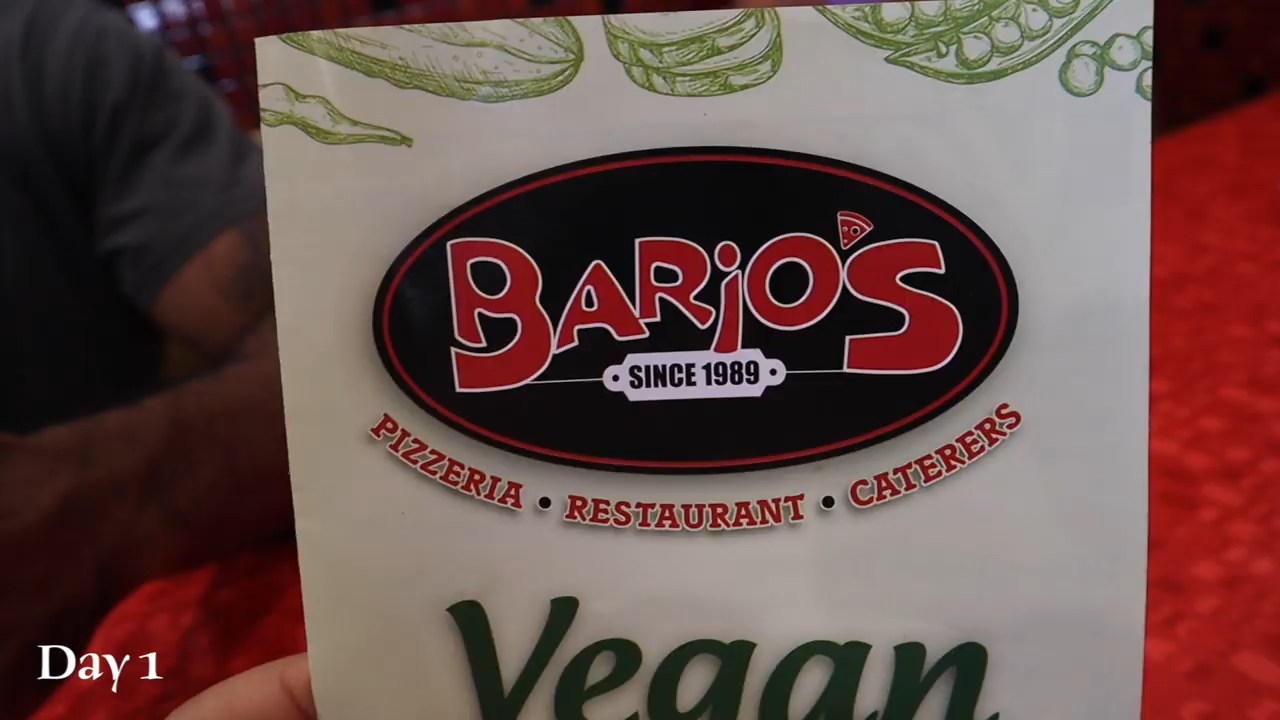 BARiO'S
SINCE 1989
PIZZERIA • RESTAURANT • CATERERS
Vegan
Day 1